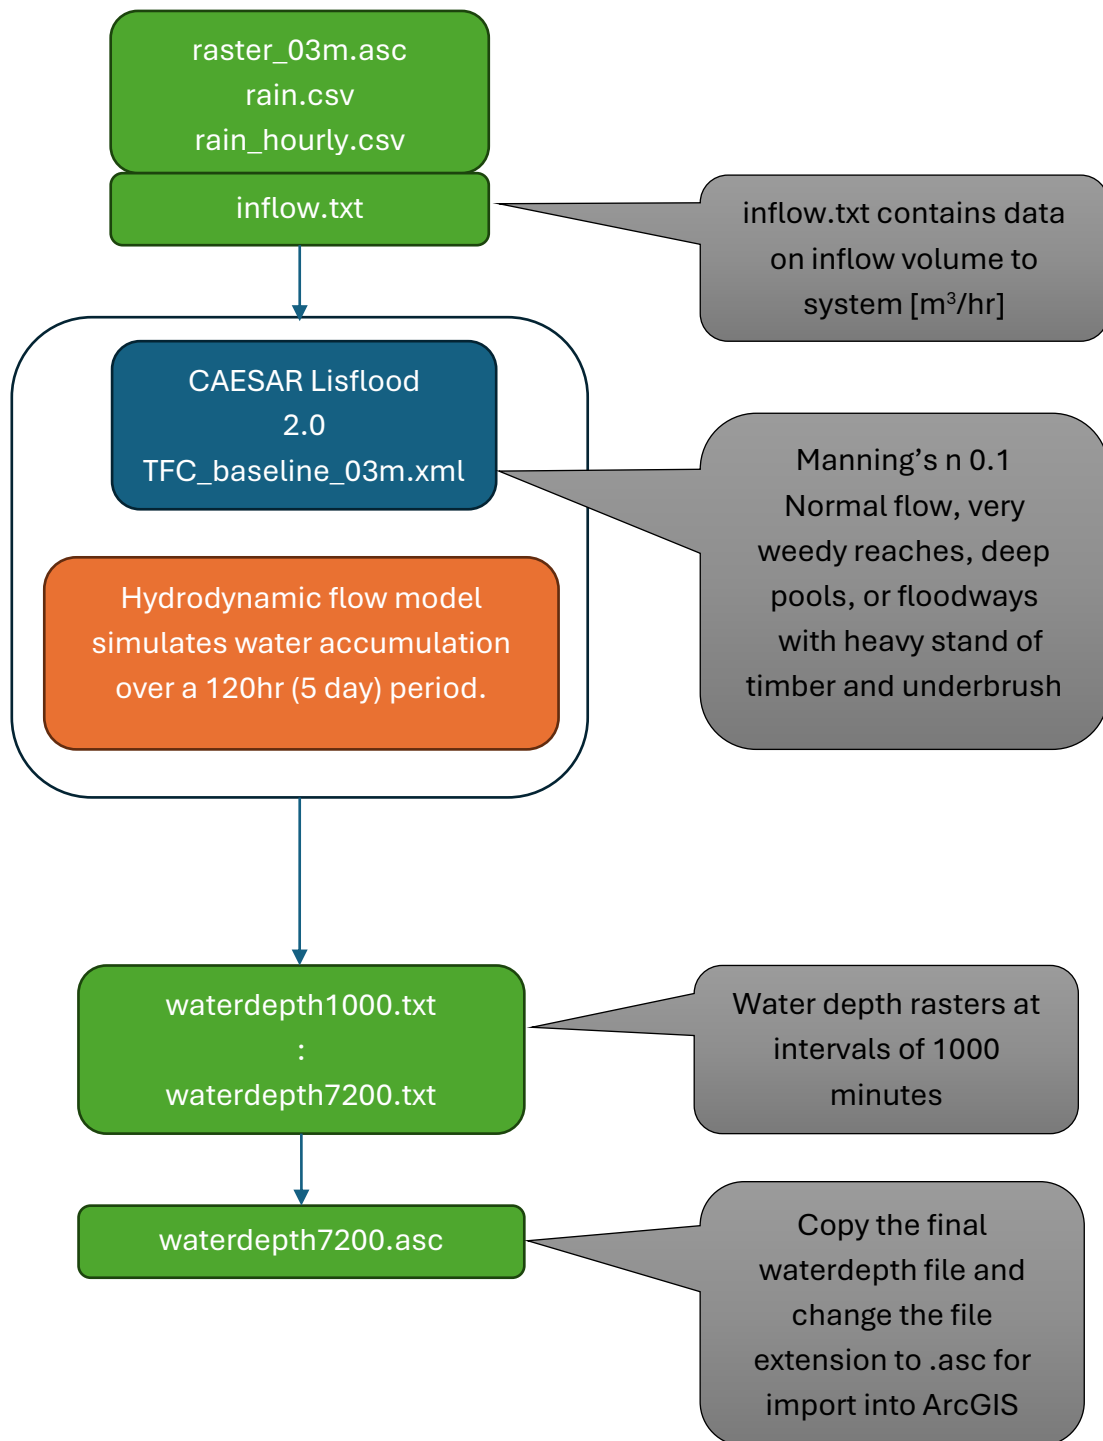 raster_03m.asc
rain.csv
rain_hourly.csv
inflow.txt
inflow.txt contains data
on inflow volume to
system [m³/hr]
CAESAR Lisflood
2.0
TFC_baseline_03m.xml
Manning’s n 0.1
Normal flow, very
weedy reaches, deep
pools, or floodways
with heavy stand of
timber and underbrush
Hydrodynamic flow model
simulates water accumulation
over a 120hr (5 day) period.
waterdepth1000.txt
:
waterdepth7200.txt
Water depth rasters at
intervals of 1000
minutes
waterdepth7200.asc
Copy the final
waterdepth file and
change the file
extension to .asc for
import into ArcGIS